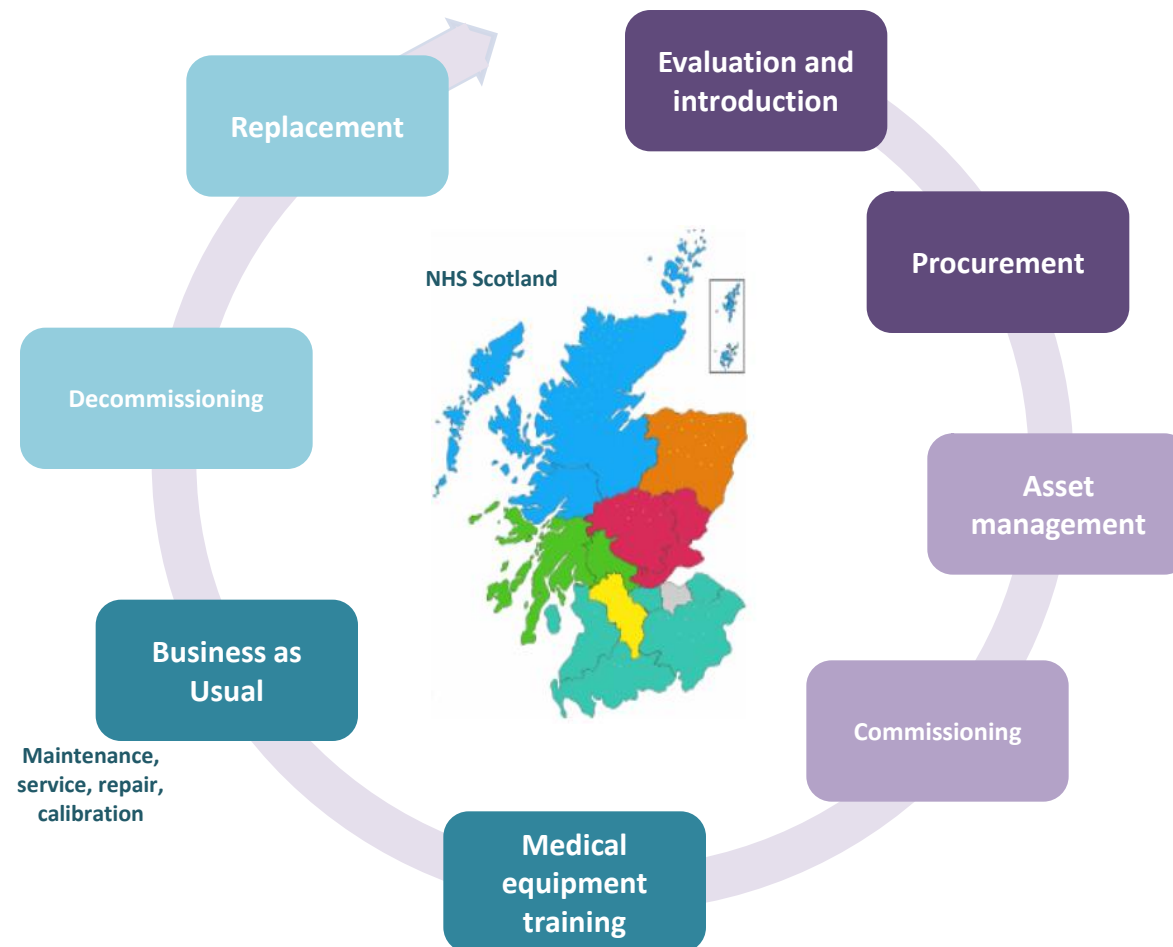 Evaluation and
introduction
Procurement
Asset
management
Commissioning
Medical
equipment
training
Business as
Usual
Maintenance,
service, repair,
calibration
Decommissioning
Replacement
NHS Scotland